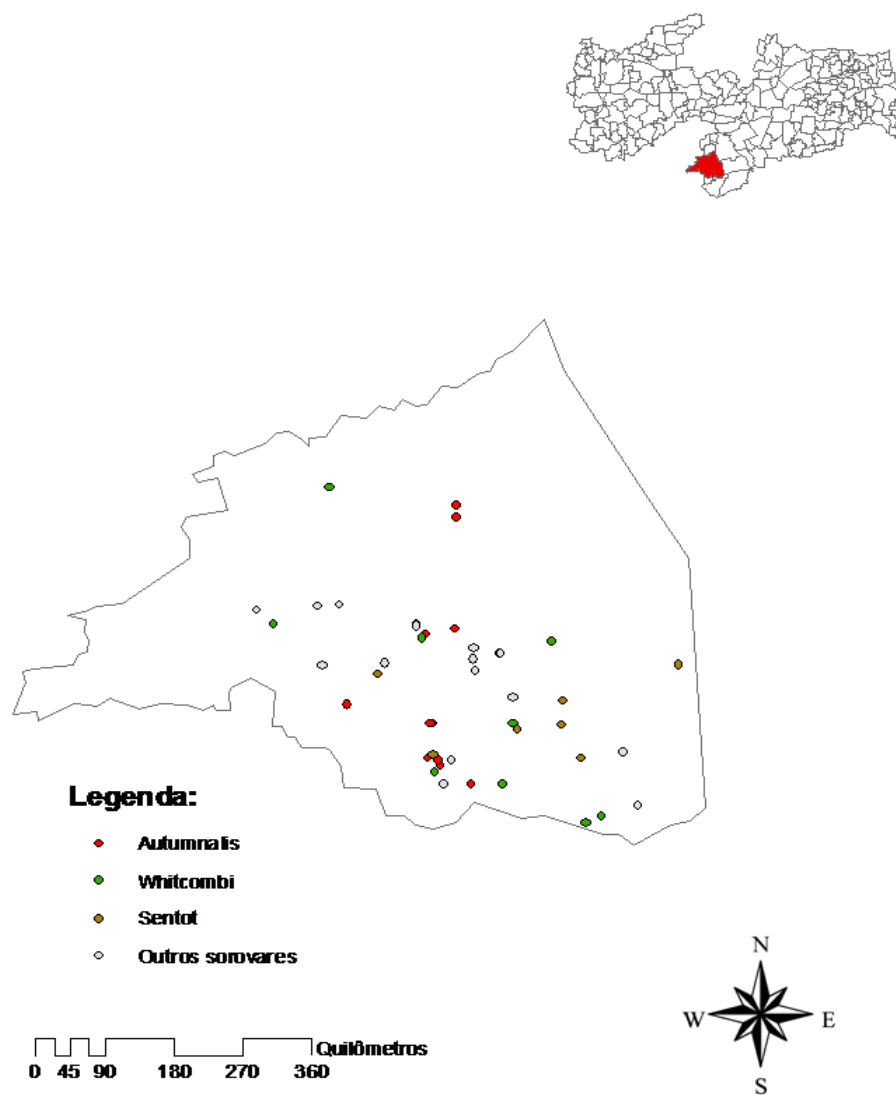 Legenda:
Autumnalis
Whitcombi
Sentot
Outros sorovares
N
W E
S
Quilômetros
0 45 90 180 270 360